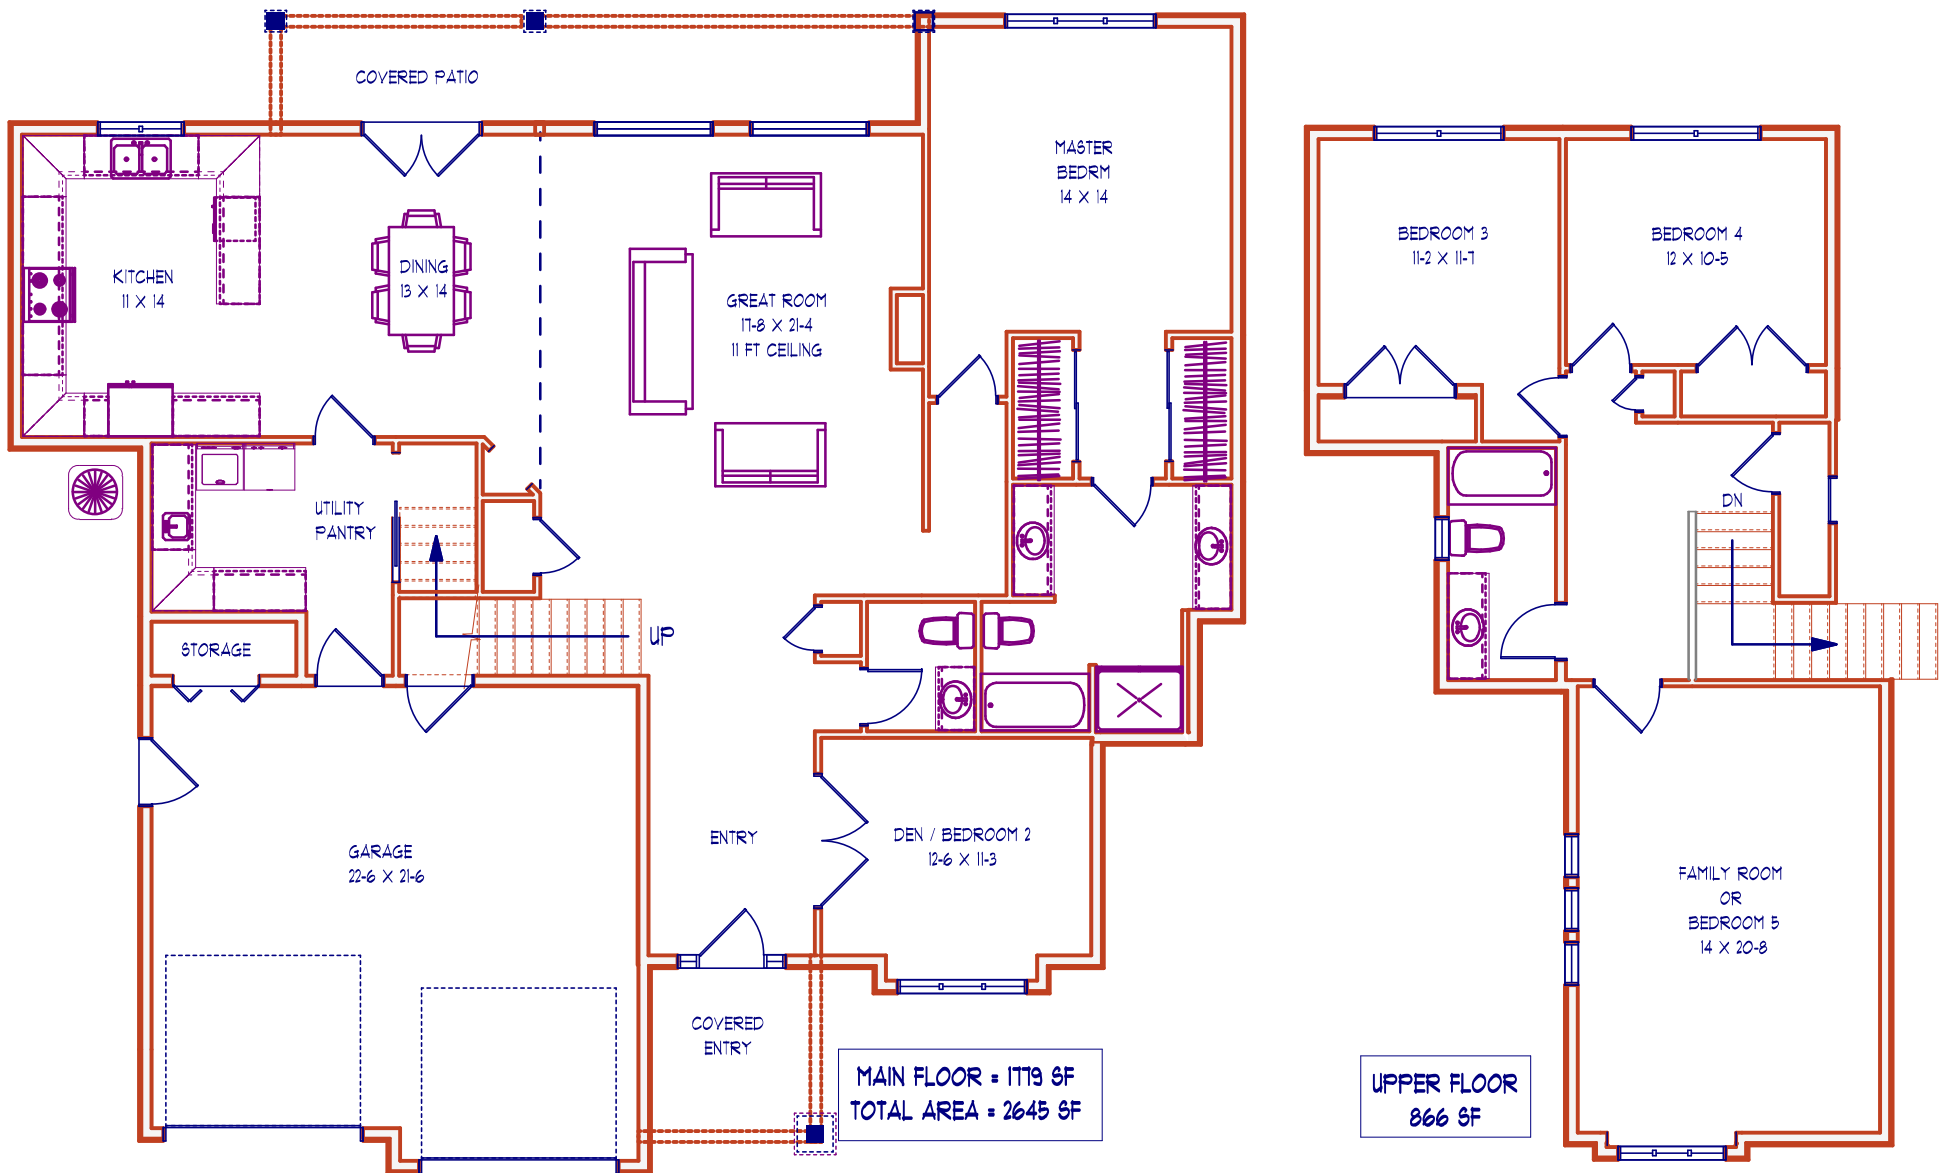 COVERED PATIO
MASTER
BEDRM
14 X 14
KITCHEN
11 X 14
DINING
13 X 14
GREAT ROOM
17-8 X 21-4
11 FT CEILING
UTILITY
PANTRY
UP
STORAGE
GARAGE
22-6 X 21-6
ENTRY
DEN / BEDROOM 2
12-6 X 11-3
COVERED
ENTRY
MAIN FLOOR = 1779 SF
TOTAL AREA = 2645 SF
BEDROOM 3
11-2 X 11-7
BEDROOM 4
12 X 10-5
DN
FAMILY ROOM
OR
BEDROOM 5
14 X 20-8
UPPER FLOOR
866 SF